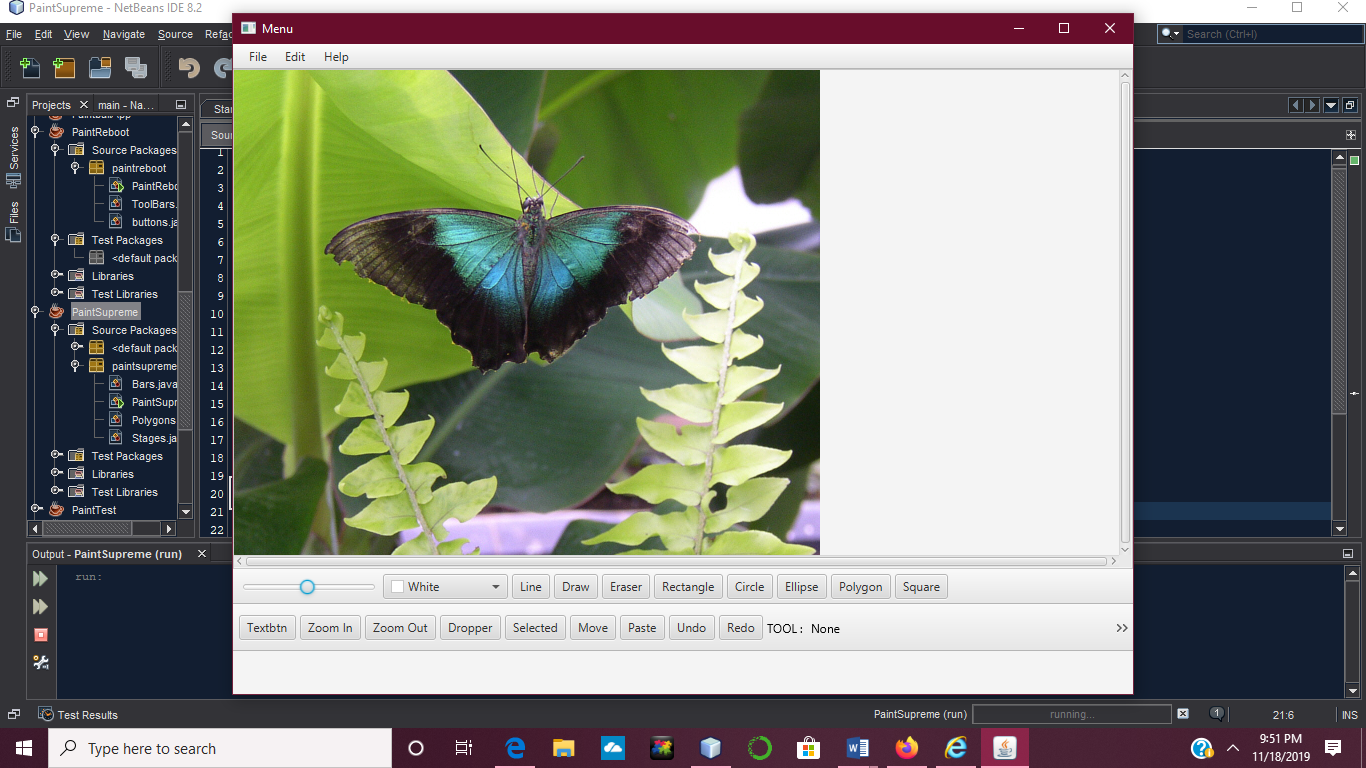 PaintSupreme - NetBeans IDE 8.2
File Edit View Navigate Source Refac
Search (Ctrl+I)
Menu
File Edit Help
Projects main - Na...
Services
Files
PaintReboot
Source Packages
paintreboot
PaintRebo
ToolBars.
buttons.ja
Test Packages
<default pack
Libraries
Test Libraries
PaintSupreme
Source Packages
<default pack
paintsupreme
Bars.java
PaintSupr
Polygons
Stages.ja
Test Packages
Libraries
Test Libraries
PaintTest
Star
Sour
1
2
3
4
5
6
7
8
9
10
11
12
13
14
15
16
17
18
19
20
21
22
White Line Draw Eraser Rectangle Circle Ellipse Polygon Square
Textbtn Zoom In Zoom Out Dropper Selected Move Paste Undo Redo TOOL: None
Output - PaintSupreme (run)
run:
Test Results
PaintSupreme (run) running... 1 21:6 INS
Type here to search
9:51 PM
11/18/2019